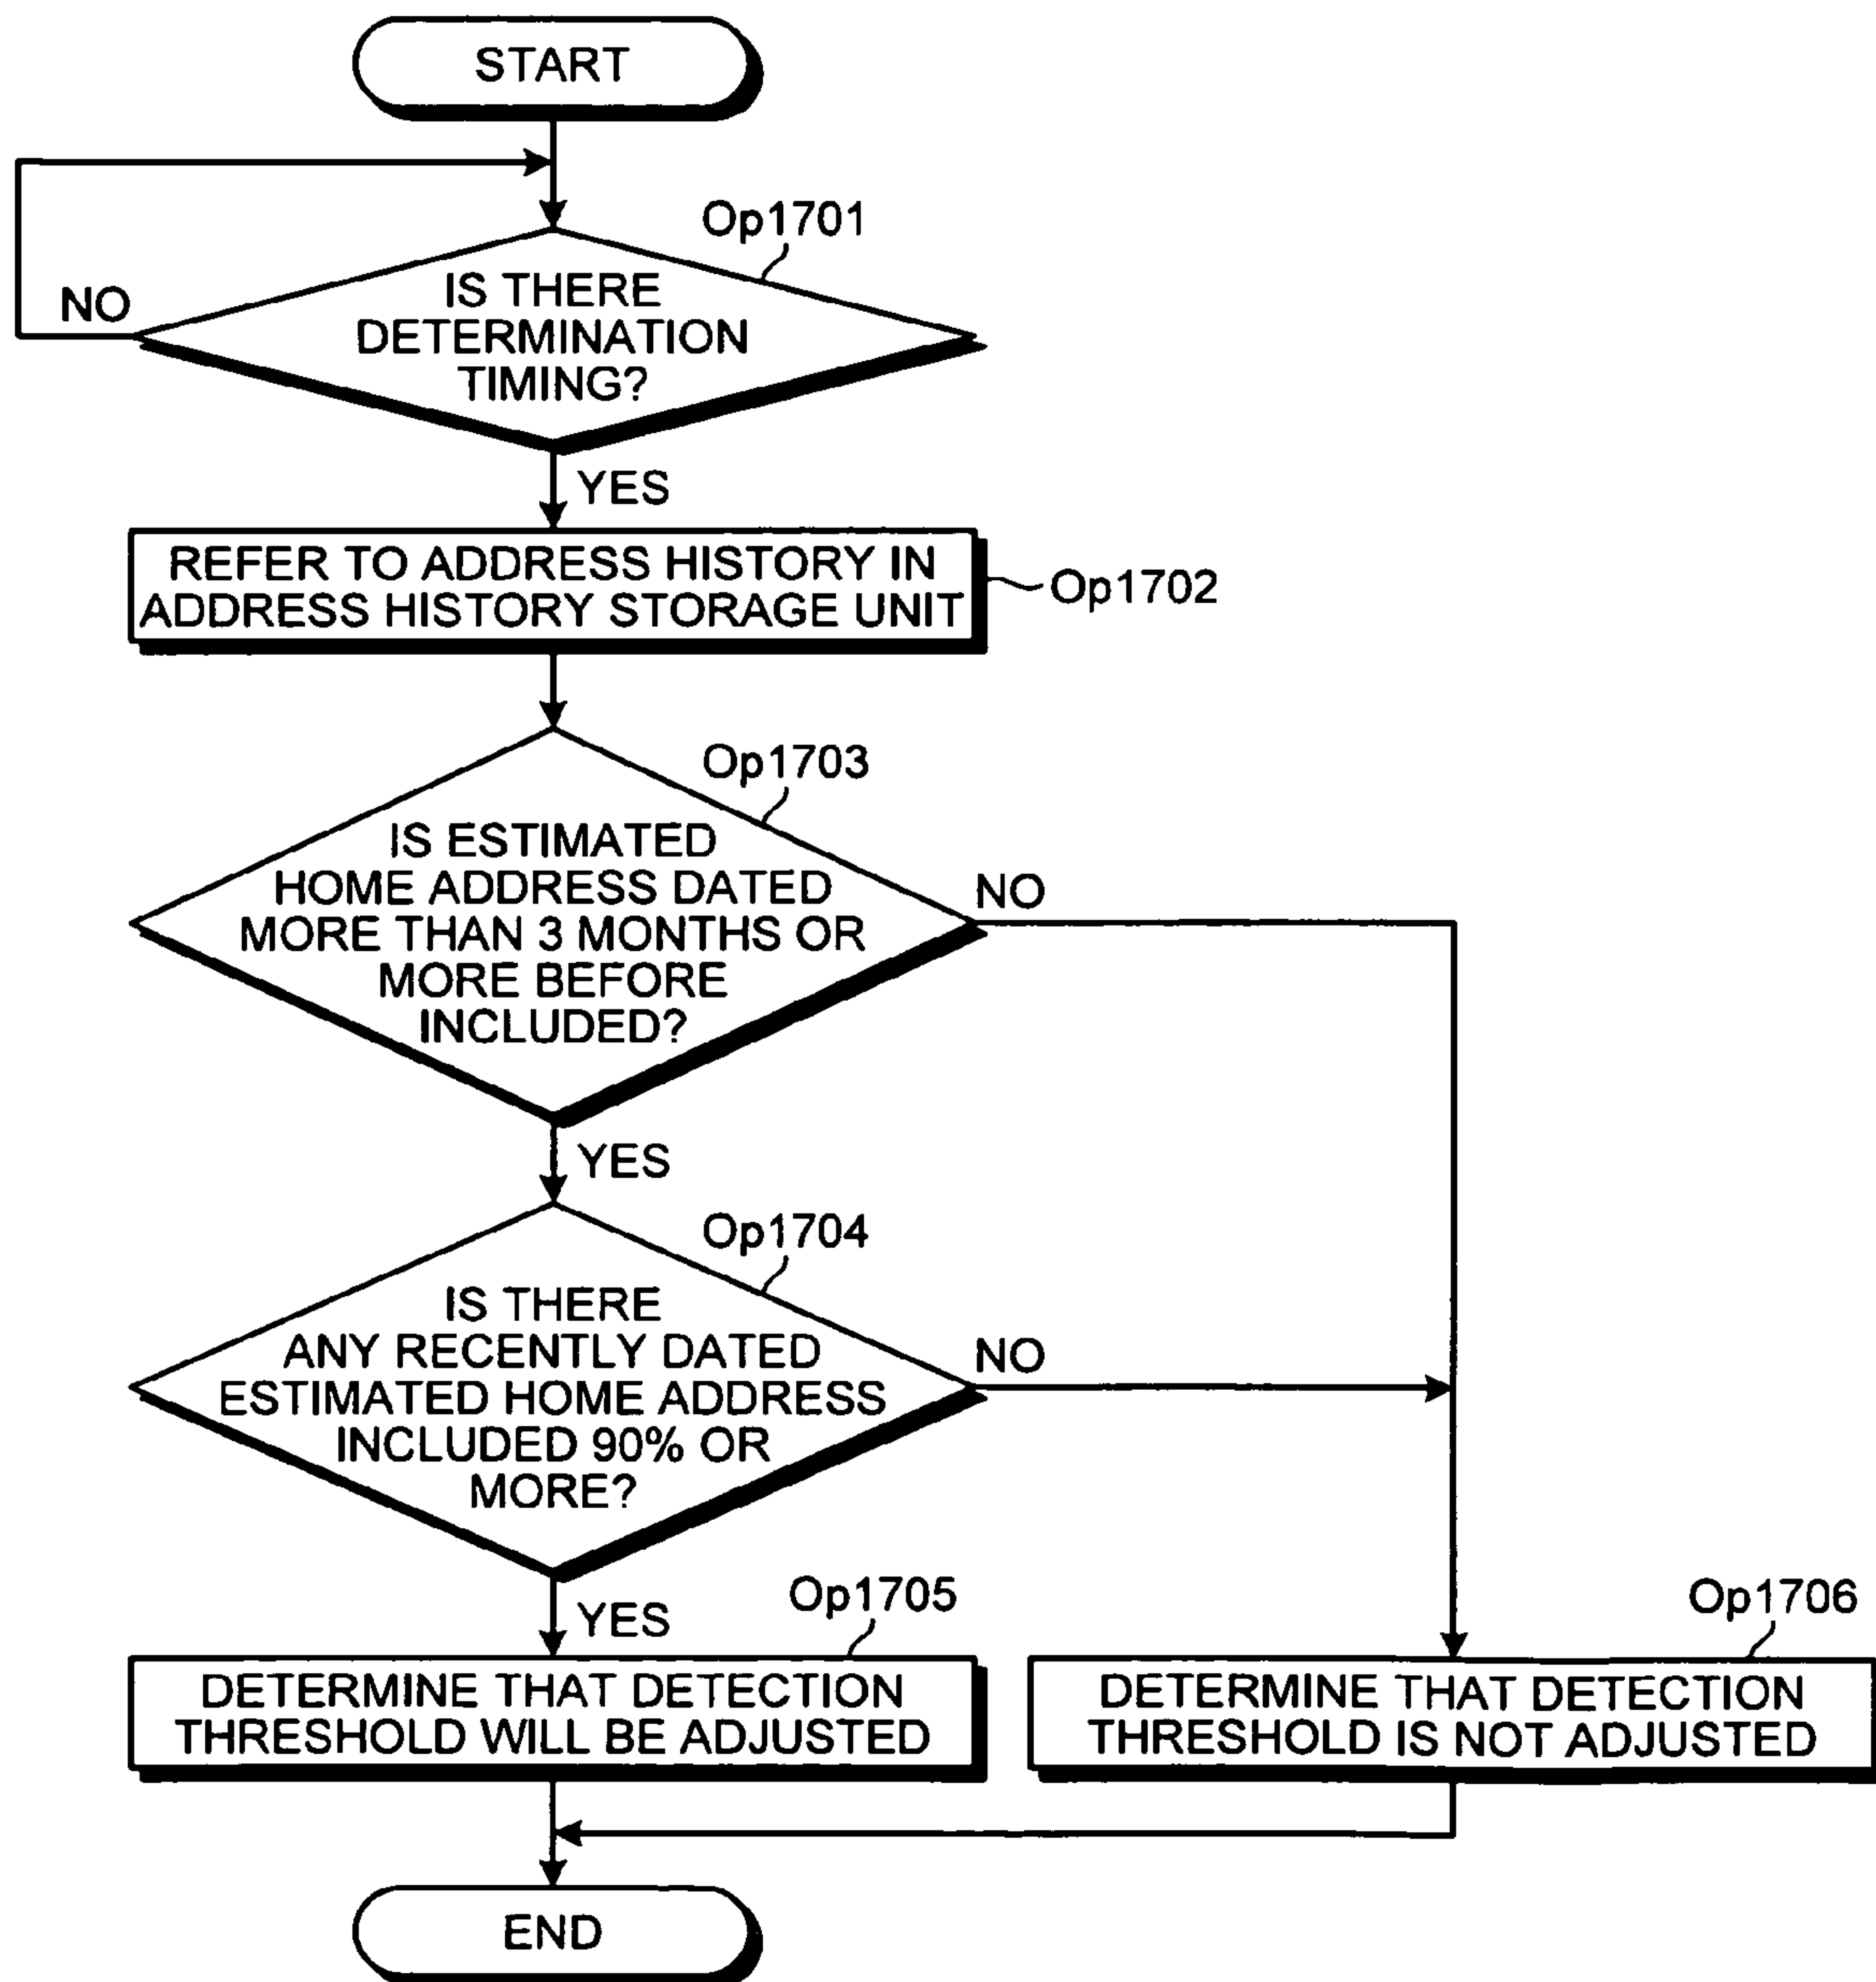 START
Op1701
IS THERE
DETERMINATION
TIMING?
NO
YES
REFER TO ADDRESS HISTORY IN
ADDRESS HISTORY STORAGE UNIT
Op1702
Op1703
IS ESTIMATED
HOME ADDRESS DATED
MORE THAN 3 MONTHS OR
MORE BEFORE
INCLUDED?
NO
YES
Op1704
IS THERE
ANY RECENTLY DATED
ESTIMATED HOME ADDRESS
INCLUDED 90% OR
MORE?
NO
YES
Op1705
DETERMINE THAT DETECTION
THRESHOLD WILL BE ADJUSTED
Op1706
DETERMINE THAT DETECTION
THRESHOLD IS NOT ADJUSTED
END